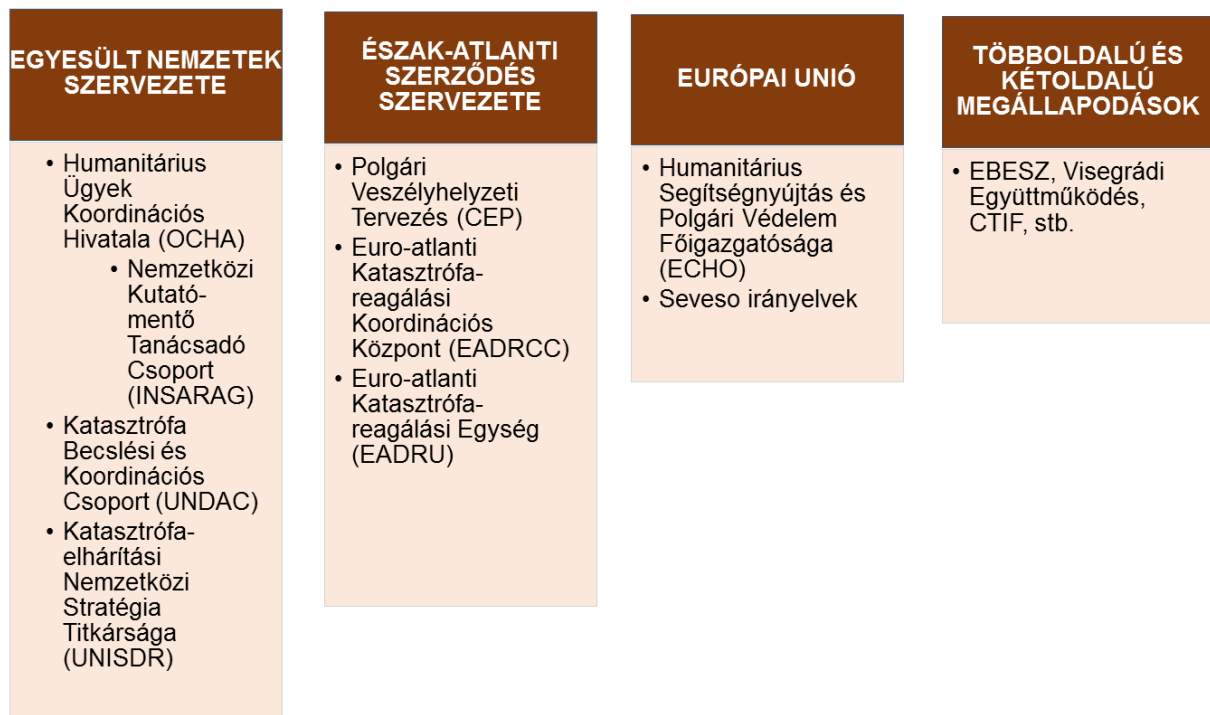 EGYESÜLT NEMZETEK
SZERVEZETE
• Humanitárius
Ügyek
Koordinációs
Hivatala (OCHA)
• Nemzetközi
Kutató-
mentő
Tanácsadó
Csoport
(INSARAG)
• Katasztrófa
Becslési és
Koordinációs
Csoport (UNDAC)
• Katasztrófa-
elhárítási
Nemzetközi
Stratégia
Titkársága
(UNISDR)
ÉSZAK-ATLANTI
SZERZŐDÉS
SZERVEZETE
• Polgári
Veszélyhelyzeti
Tervezés (CEP)
• Euro-atlanti
Katasztrófa-
reagálási
Koordinációs
Központ (EADRCC)
• Euro-atlanti
Katasztrófa-
reagálási Egység
(EADRU)
EURÓPAI UNIÓ
• Humanitárius
Segítségnyújtás és
Polgári Védelem
Főigazgatósága
(ECHO)
• Seveso irányelvek
TÖBBOLDALÚ ÉS
KÉTOLDALÚ
MEGÁLLAPODÁSOK
• EBESZ, Visegrádi
Együttműködés,
CTIF, stb.